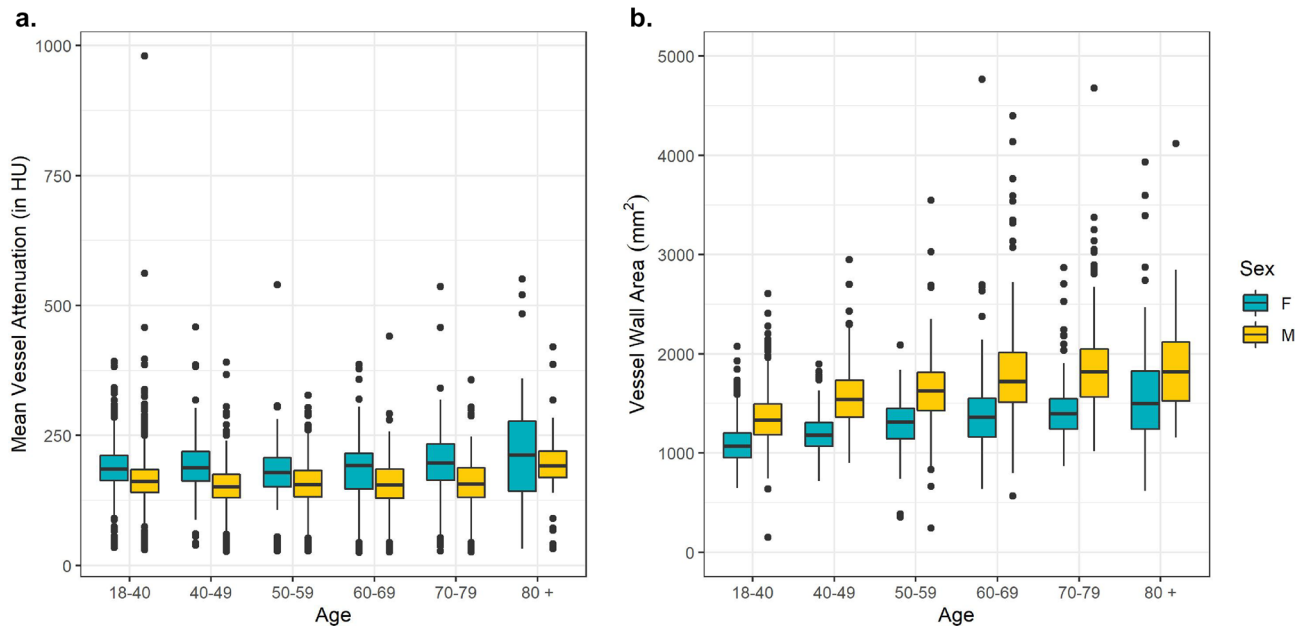 a.
Mean Vessel Attenuation (in HU)
1000
750
500
250
0
18-40 40-49 50-59 60-69 70-79 80 +
Age
b.
Vessel Wall Area (mm²)
5000
4000
3000
2000
1000
0
18-40 40-49 50-59 60-69 70-79 80 +
Age
Sex
F
M